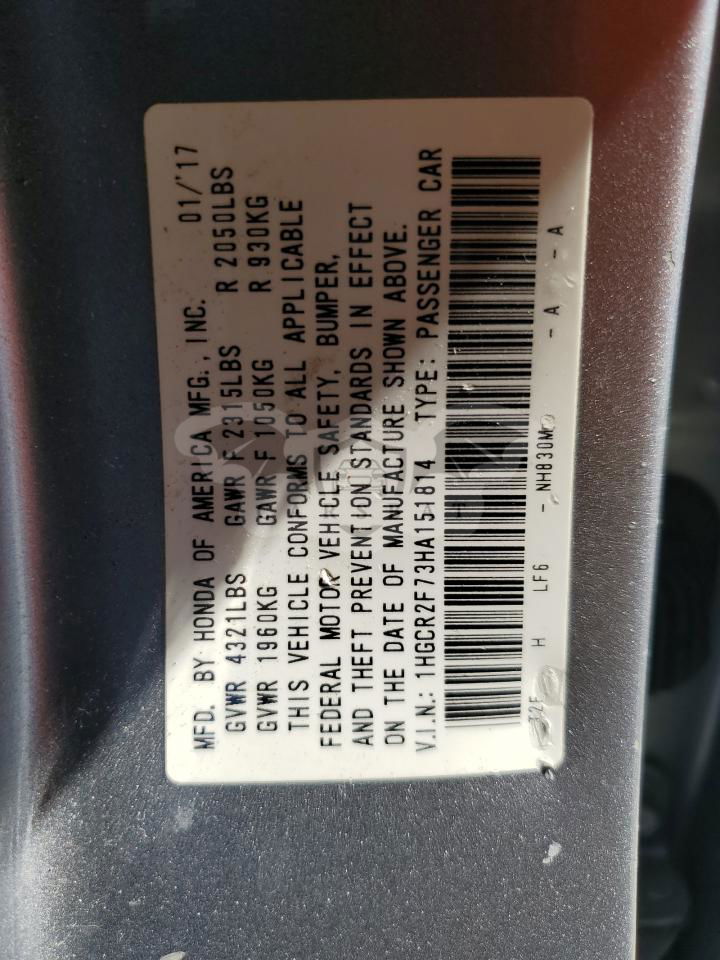 MFD. BY HONDA OF AMERICA MFG., INC. 01/'17
GVWR 4321LBS GAWR F 2315LBS R 2050LBS
GVWR 1960KG GAWR F 1050KG R 930KG
THIS VEHICLE CONFORMS TO ALL APPLICABLE
FEDERAL MOTOR VEHICLE SAFETY, BUMPER,
AND THEFT PREVENTION STANDARDS IN EFFECT
ON THE DATE OF MANUFACTURE SHOWN ABOVE.
V.I.N.: 1HGCR2F73HA151814 TYPE: PASSENGER CAR
H LF6 - NH830M - A - A